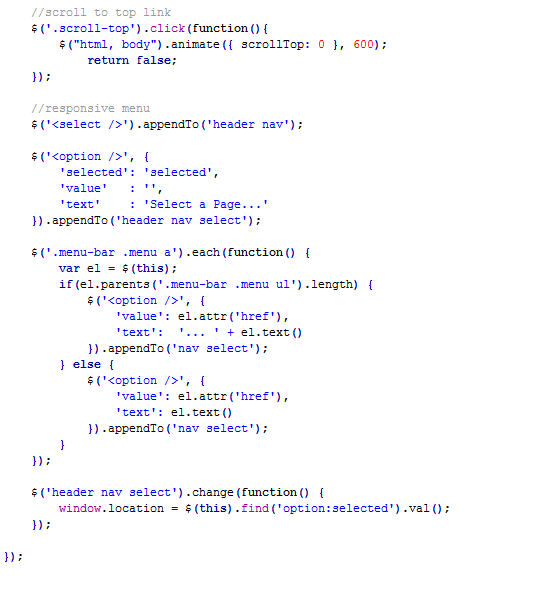 //scroll to top link
$('.scroll-top').click(function(){
$("html, body").animate({ scrollTop: 0 }, 600);
return false;
});
//responsive menu
$('<select />').appendTo('header nav');
$('<option />', {
'selected': 'selected',
'value'   : '',
'text'    : 'Select a Page...'
}).appendTo('header nav select');
$('.menu-bar .menu a').each(function() {
var el = $(this);
if(el.parents('.menu-bar .menu ul').length) {
$('<option />', {
'value': el.attr('href'),
'text':  '... ' + el.text()
}).appendTo('nav select');
} else {
$('<option />', {
'value': el.attr('href'),
'text': el.text()
}).appendTo('nav select');
}
});
$('header nav select').change(function() {
window.location = $(this).find('option:selected').val();
});
});